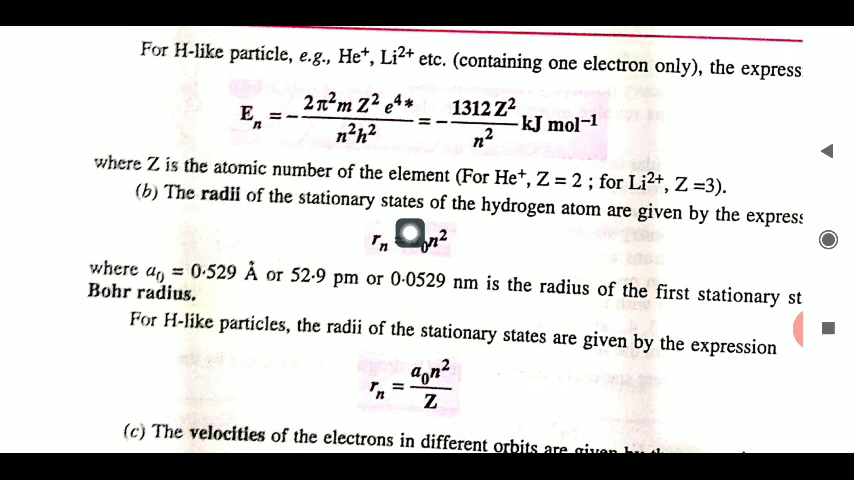 For H-like particle, e.g., He⁺, Li²⁺ etc. (containing one electron only), the express
Eₙ = − 2π²m Z² e⁴* / n²h² = − 1312 Z² / n² kJ mol⁻¹
where Z is the atomic number of the element (For He⁺, Z = 2 ; for Li²⁺, Z =3).
(b) The radii of the stationary states of the hydrogen atom are given by the express
rₙ = ₀n²
where a₀ = 0·529 Å or 52·9 pm or 0·0529 nm is the radius of the first stationary st
Bohr radius.
For H-like particles, the radii of the stationary states are given by the expression
rₙ = a₀n² / Z
(c) The velocities of the electrons in different orbits are given